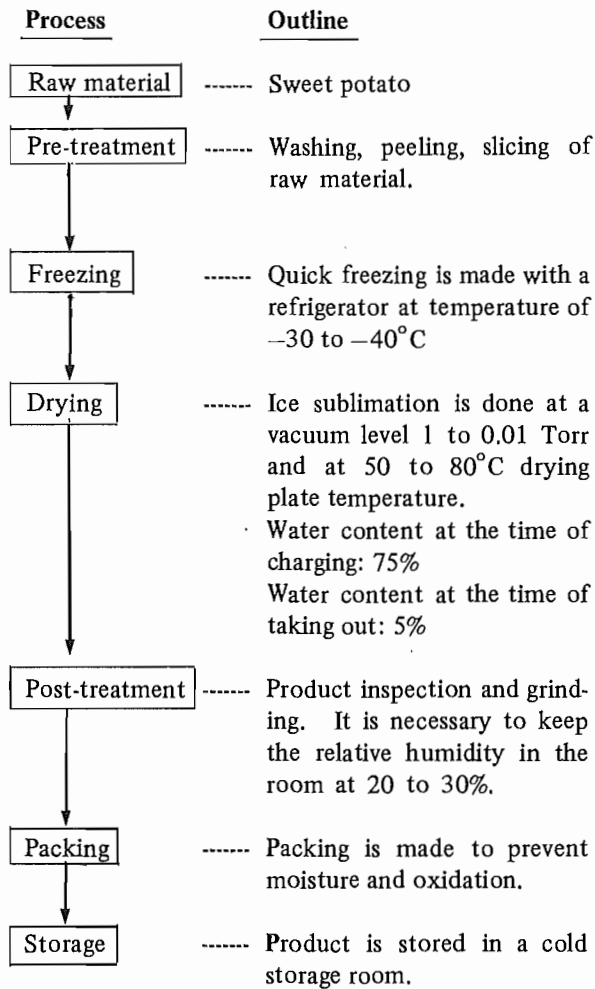 Process Outline
Raw material ------- Sweet potato
Pre-treatment ------- Washing, peeling, slicing of
raw material.
Freezing ------- Quick freezing is made with a
refrigerator at temperature of
—30 to —40°C
Drying ------- Ice sublimation is done at a
vacuum level 1 to 0.01 Torr
and at 50 to 80°C drying
plate temperature.
Water content at the time of
charging: 75%
Water content at the time of
taking out: 5%
Post-treatment ------- Product inspection and grind-
ing. It is necessary to keep
the relative humidity in the
room at 20 to 30%.
Packing ------- Packing is made to prevent
moisture and oxidation.
Storage ------- Product is stored in a cold
storage room.